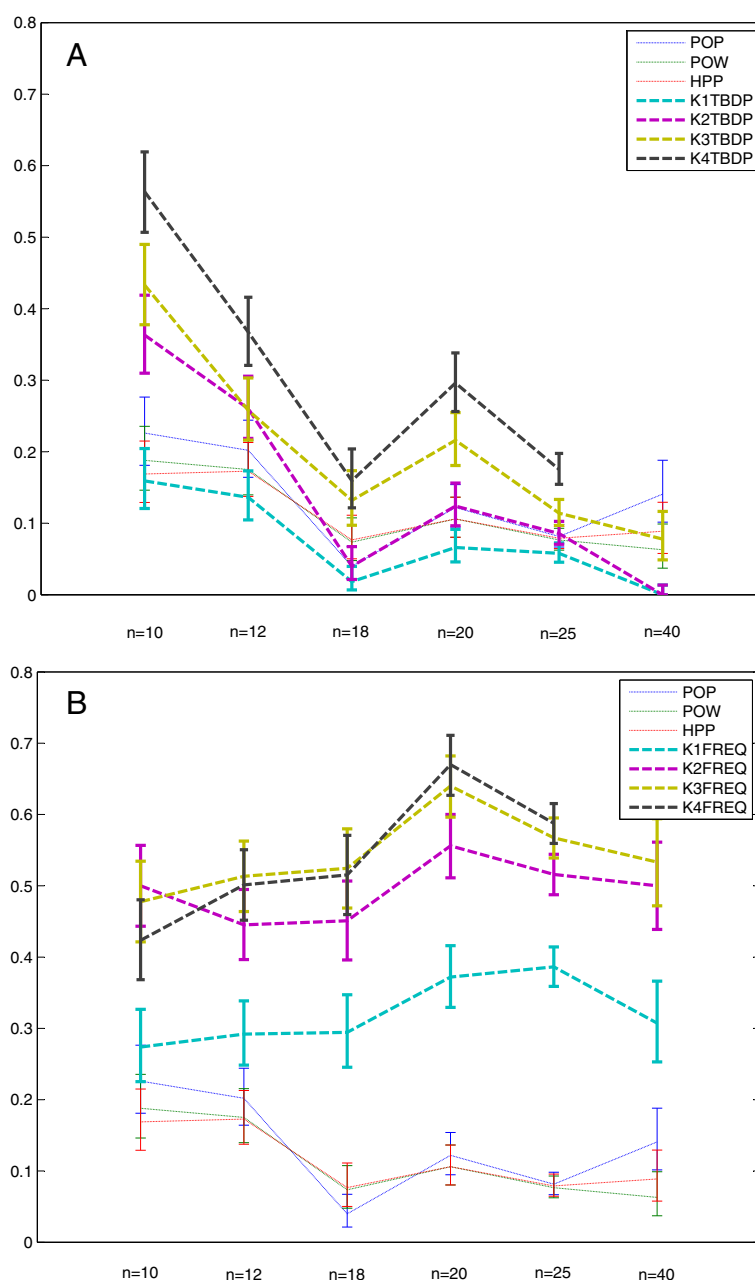 A
0.8
0.7
0.6
0.5
0.4
0.3
0.2
0.1
0
n=10 n=12 n=18 n=20 n=25 n=40
POP
POW
HPP
K1TBDP
K2TBDP
K3TBDP
K4TBDP
B
0.8
0.7
0.6
0.5
0.4
0.3
0.2
0.1
0
n=10 n=12 n=18 n=20 n=25 n=40
POP
POW
HPP
K1FREQ
K2FREQ
K3FREQ
K4FREQ